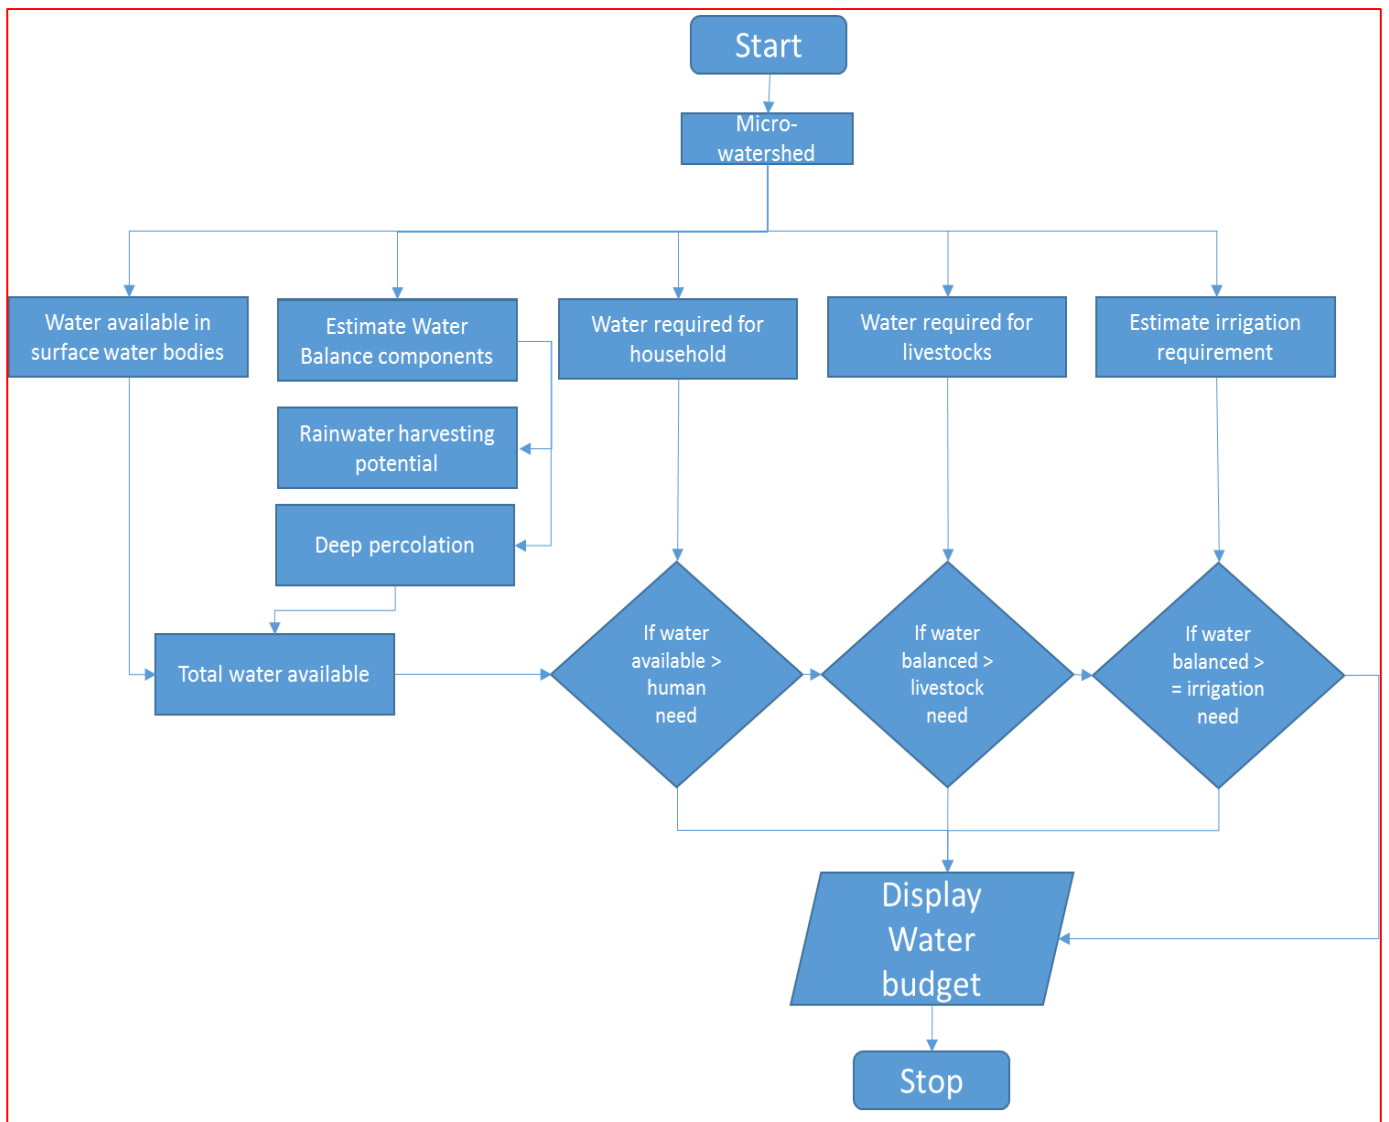 Start
Micro-
watershed
Water available in
surface water bodies
Estimate Water
Balance components
Water required for
household
Water required for
livestocks
Estimate irrigation
requirement
Rainwater harvesting
potential
Deep percolation
Total water available
If water
available >
human
need
If water
balanced >
livestock
need
If water
balanced >
= irrigation
need
Display
Water
budget
Stop